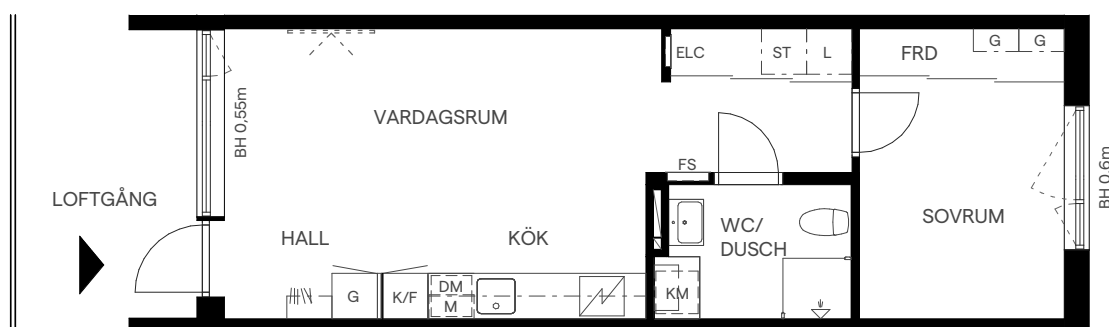 ELC
ST
L
FRD
G
G
BH 0,55m
VARDAGSRUM
FS
BH 0,6m
LOFTGÅNG
HALL
KÖK
WC/
DUSCH
SOVRUM
G
K/F
DM
M
KM